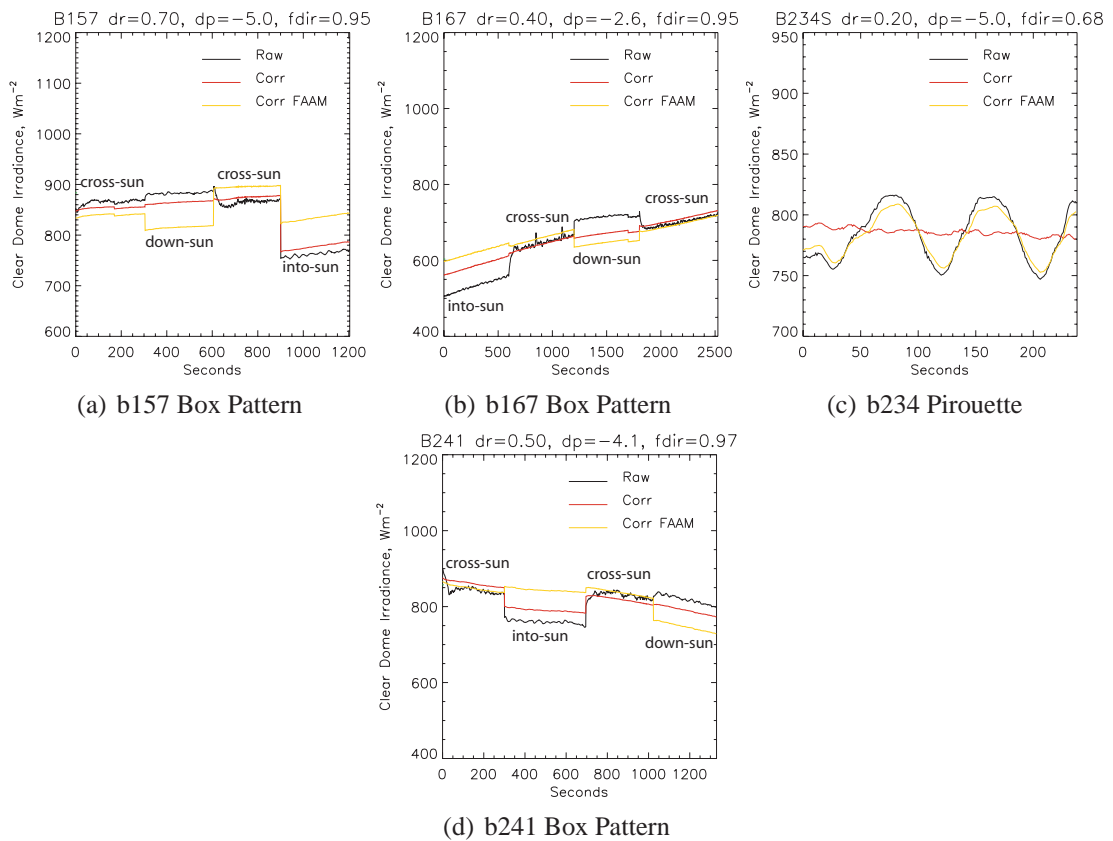 B157 dr=0.70, dp=−5.0, fdir=0.95
1200
1100
1000
900
800
700
600
Clear Dome Irradiance, Wm⁻²
Raw
Corr
Corr FAAM
cross-sun
cross-sun
down-sun
into-sun
0 200 400 600 800 1000 1200
Seconds
(a) b157 Box Pattern
B167 dr=0.40, dp=−2.6, fdir=0.95
1200
1000
800
600
400
Clear Dome Irradiance, Wm⁻²
Raw
Corr
Corr FAAM
cross-sun
cross-sun
down-sun
into-sun
0 500 1000 1500 2000 2500
Seconds
(b) b167 Box Pattern
B234S dr=0.20, dp=−5.0, fdir=0.68
950
900
850
800
750
700
Clear Dome Irradiance, Wm⁻²
Raw
Corr
Corr FAAM
0 50 100 150 200
Seconds
(c) b234 Pirouette
B241 dr=0.50, dp=−4.1, fdir=0.97
1200
1000
800
600
400
Clear Dome Irradiance, Wm⁻²
Raw
Corr
Corr FAAM
cross-sun
cross-sun
into-sun
down-sun
0 200 400 600 800 1000 1200
Seconds
(d) b241 Box Pattern